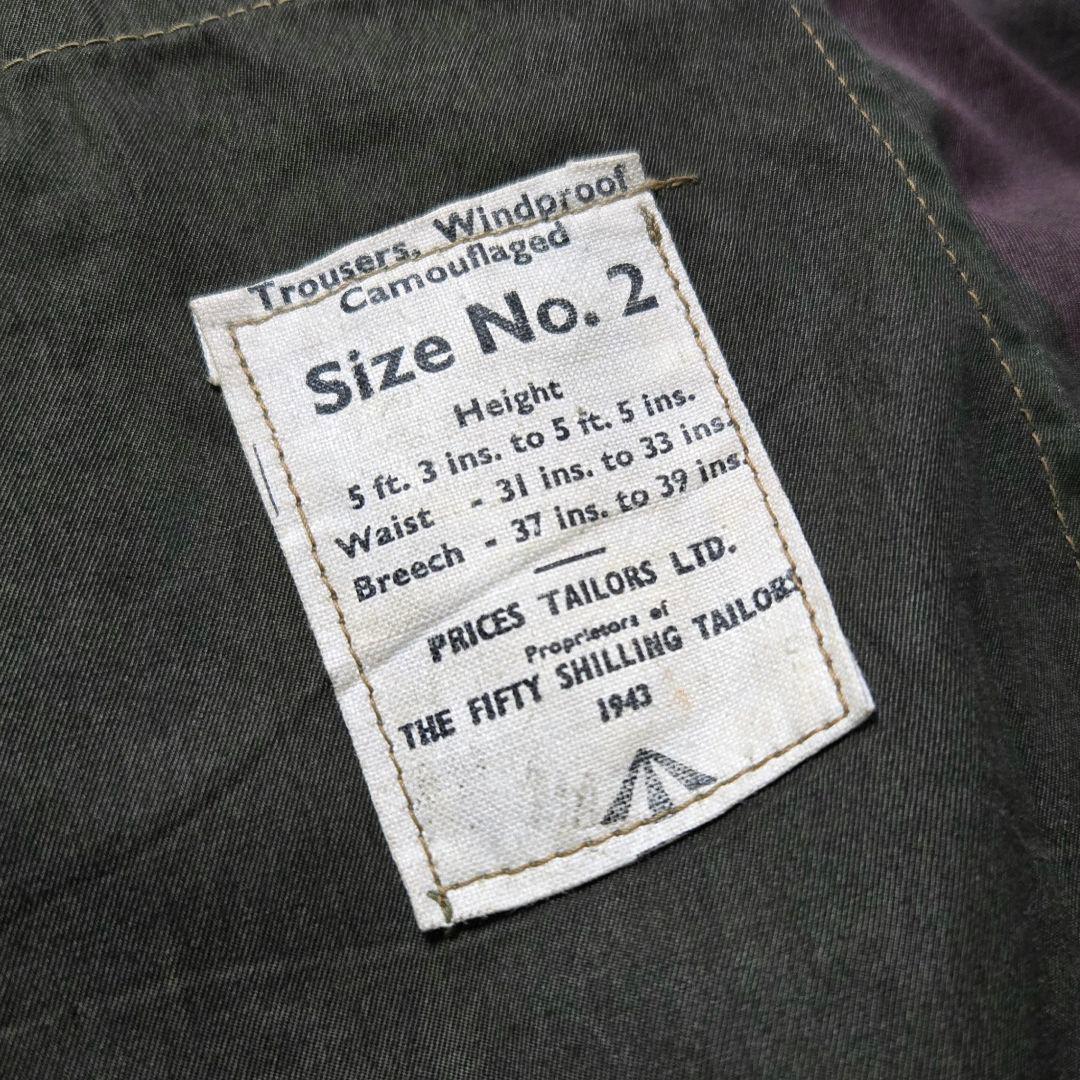 Trousers, Windproof
Camouflaged
Size No. 2
Height
5 ft. 3 ins. to 5 ft. 5 ins.
Waist - 31 ins. to 33 ins.
Breech - 37 ins. to 39 ins.
PRICES TAILORS LTD.
Proprietors of
THE FIFTY SHILLING TAILORS
1943